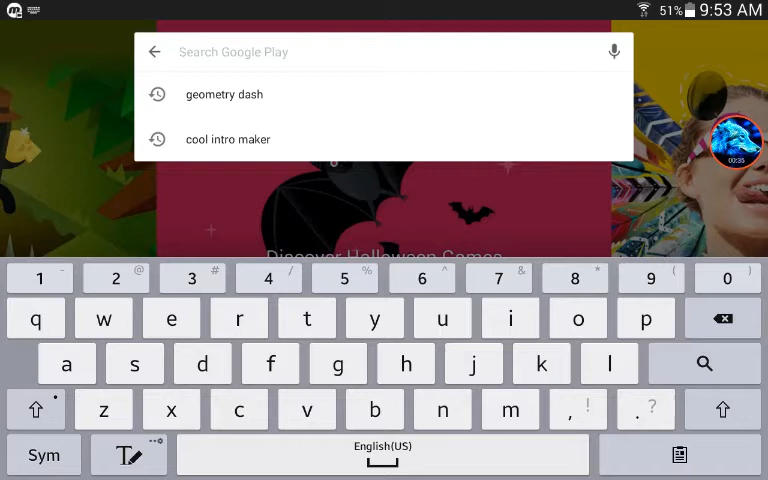 51% 9:53 AM
Search Google Play
geometry dash
cool intro maker
00:35
Discover Halloween Games
1 - 2 @ 3 # 4 / 5 % 6 ^ 7 & 8 * 9 ( 0 )
q w e r t y u i o p
a s d f g h j k l
z x c v b n m , ! . ?
Sym T English(US)